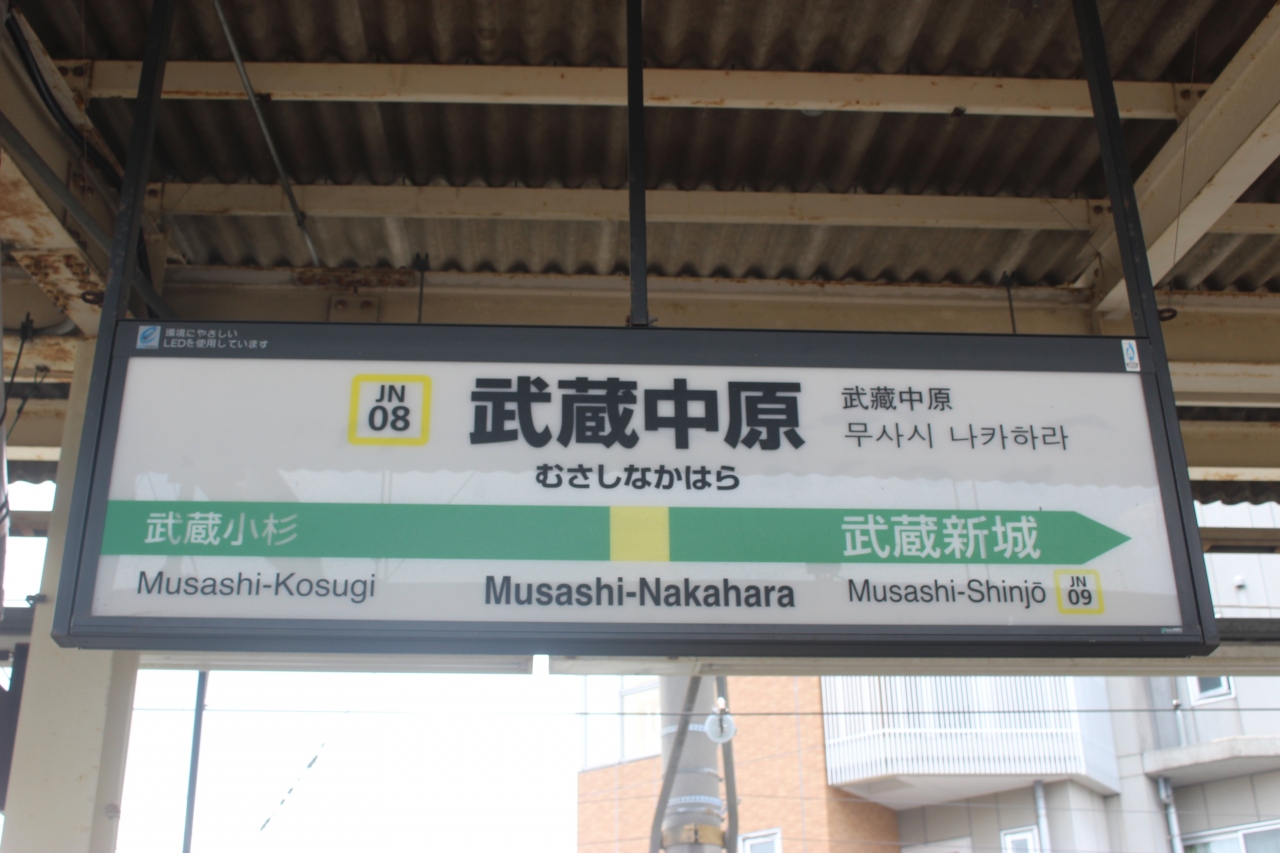 環境にやさしい
LEDを使用しています
JN
08
武蔵中原
武藏中原
무사시 나카하라
むさしなかはら
武蔵小杉
武蔵新城
Musashi-Kosugi
Musashi-Nakahara
Musashi-Shinjō
JN
09